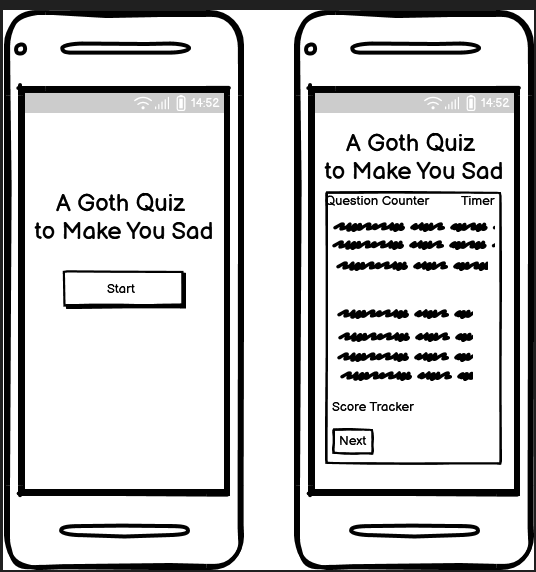 14:52
A Goth Quiz
to Make You Sad
Start
14:52
A Goth Quiz
to Make You Sad
Question Counter Timer
Score Tracker
Next